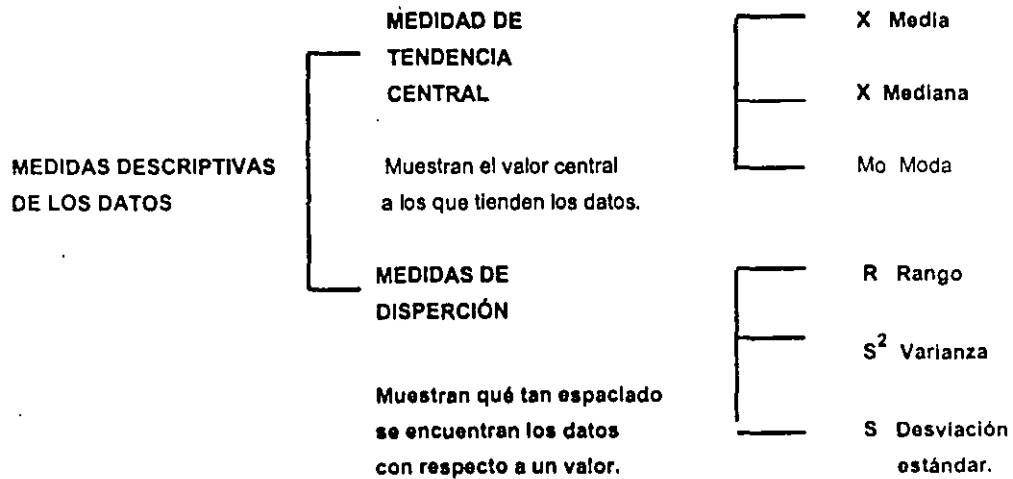 MEDIDAS DESCRIPTIVAS
DE LOS DATOS
MEDIDAD DE
TENDENCIA
CENTRAL
Muestran el valor central
a los que tienden los datos.
X Media
X Mediana
Mo Moda
MEDIDAS DE
DISPERCIÓN
Muestran qué tan espaciado
se encuentran los datos
con respecto a un valor.
R Rango
S² Varianza
S Desviación
estándar.